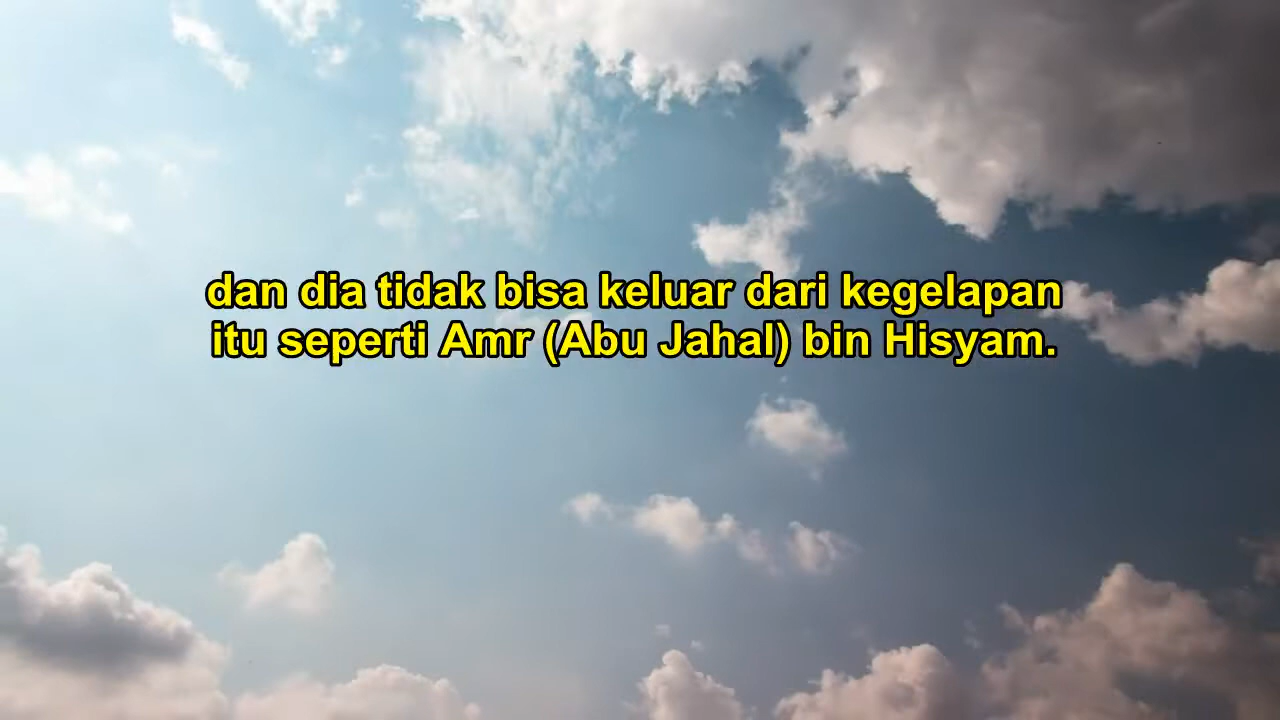 dan dia tidak bisa keluar dari kegelapan
itu seperti Amr (Abu Jahal) bin Hisyam.